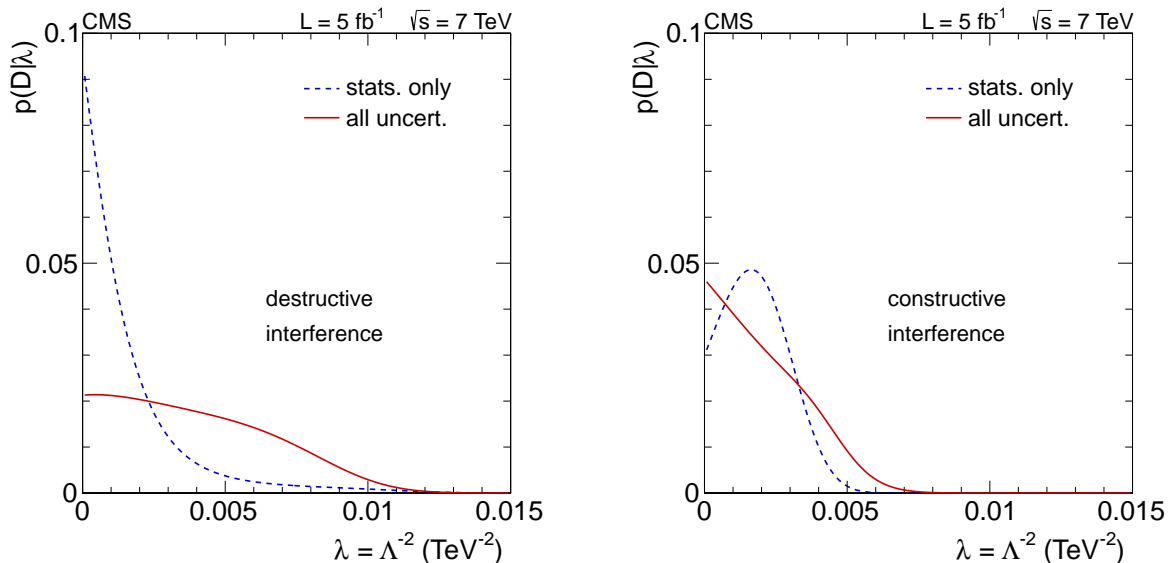 CMS L = 5 fb⁻¹ √s = 7 TeV
p(D|λ)
0.1
0.05
0
stats. only
all uncert.
destructive
interference
0 0.005 0.01 0.015
λ = Λ⁻² (TeV⁻²)
CMS L = 5 fb⁻¹ √s = 7 TeV
p(D|λ)
0.1
0.05
0
stats. only
all uncert.
constructive
interference
0 0.005 0.01 0.015
λ = Λ⁻² (TeV⁻²)